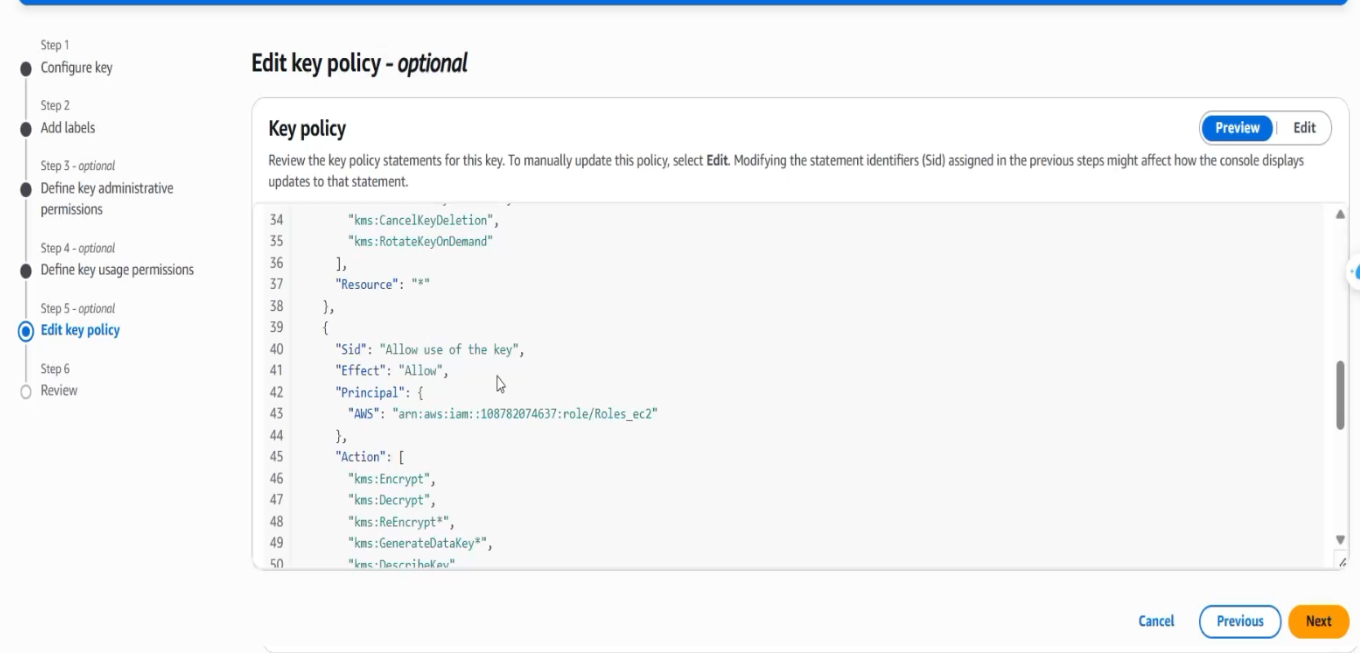 Step 1
Configure key
Step 2
Add labels
Step 3 - optional
Define key administrative
permissions
Step 4 - optional
Define key usage permissions
Step 5 - optional
Edit key policy
Step 6
Review
Edit key policy - optional
Key policy
Preview | Edit
Review the key policy statements for this key. To manually update this policy, select Edit. Modifying the statement identifiers (Sid) assigned in the previous steps might affect how the console displays
updates to that statement.
34 "kms:CancelKeyDeletion",
35 "kms:RotateKeyOnDemand"
36 ],
37 "Resource": "*"
38 },
39 {
40 "Sid": "Allow use of the key",
41 "Effect": "Allow",
42 "Principal": {
43 "AWS": "arn:aws:iam::108782074637:role/Roles_ec2"
44 },
45 "Action": [
46 "kms:Encrypt",
47 "kms:Decrypt",
48 "kms:ReEncrypt*",
49 "kms:GenerateDataKey*",
50 "kms:DescribeKey"
Cancel
Previous
Next